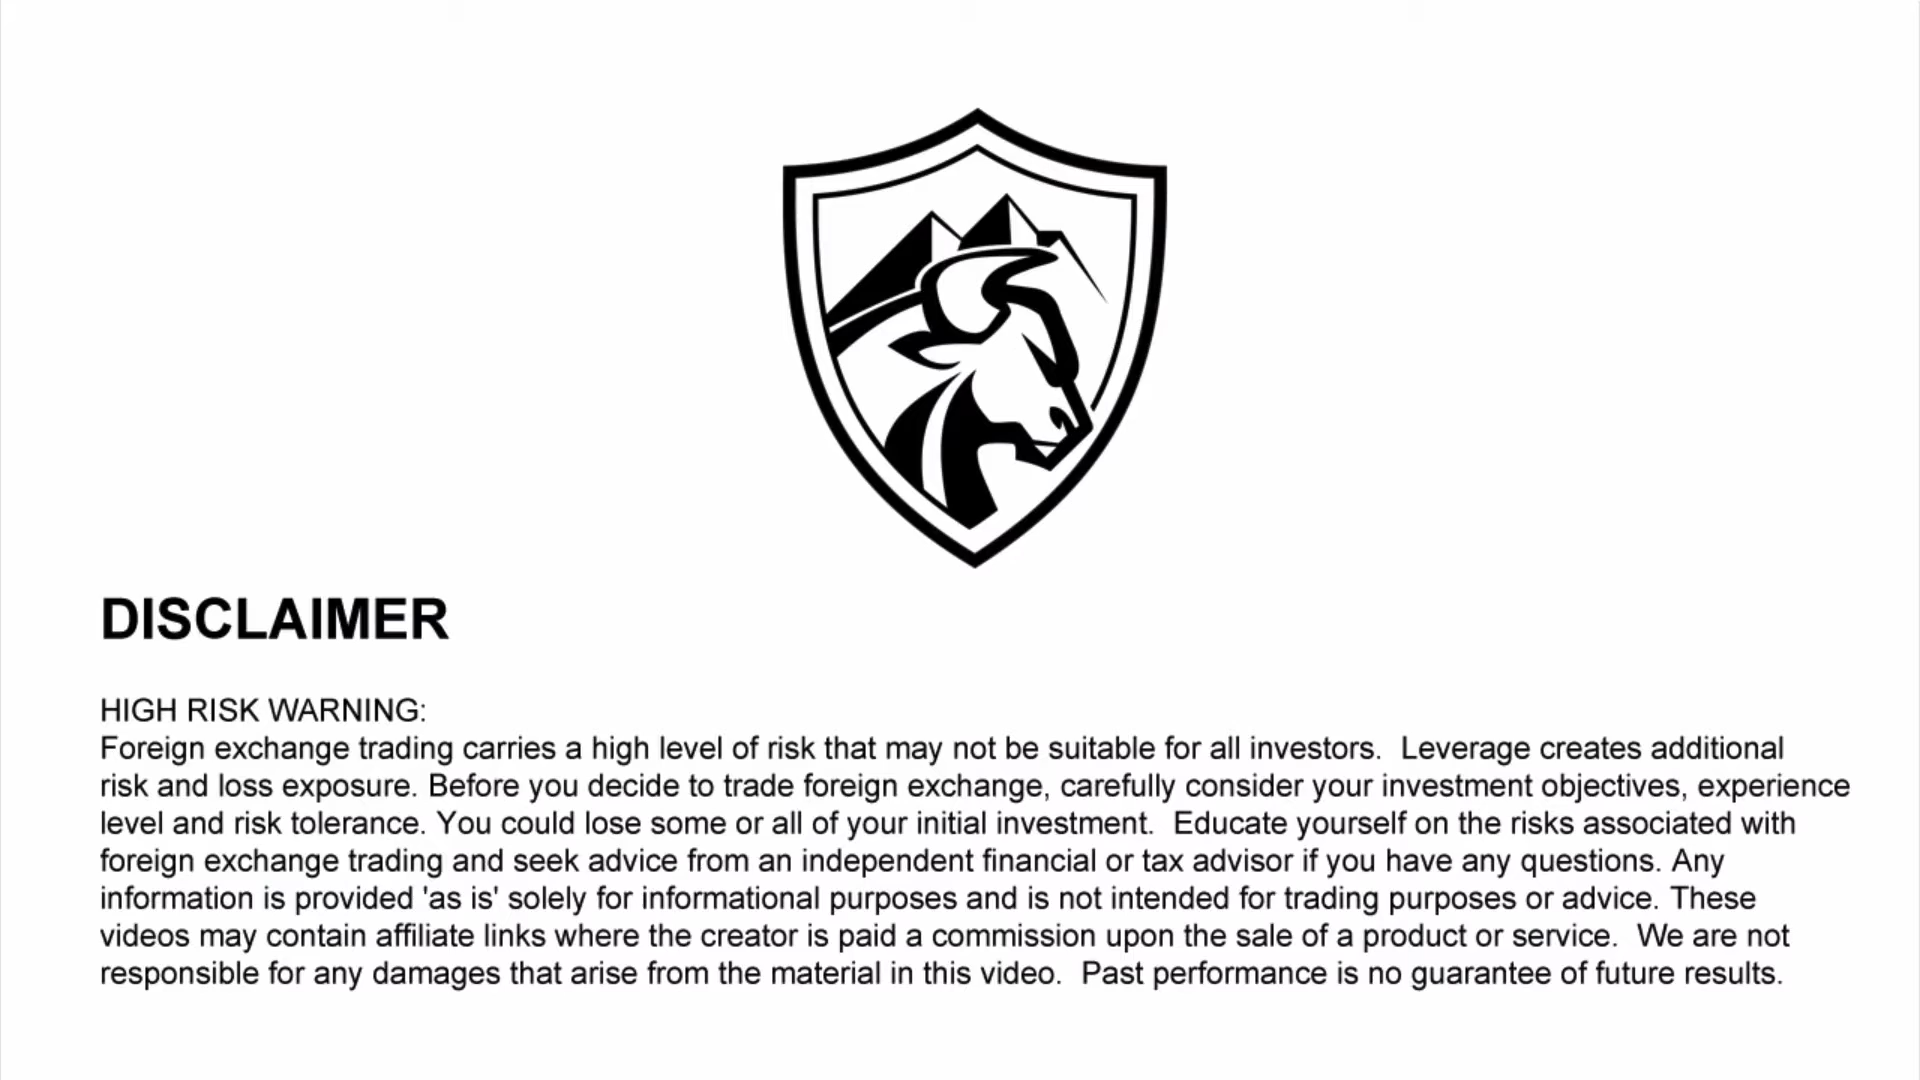 DISCLAIMER
HIGH RISK WARNING:
Foreign exchange trading carries a high level of risk that may not be suitable for all investors.  Leverage creates additional
risk and loss exposure. Before you decide to trade foreign exchange, carefully consider your investment objectives, experience
level and risk tolerance. You could lose some or all of your initial investment.  Educate yourself on the risks associated with
foreign exchange trading and seek advice from an independent financial or tax advisor if you have any questions. Any
information is provided 'as is' solely for informational purposes and is not intended for trading purposes or advice. These
videos may contain affiliate links where the creator is paid a commission upon the sale of a product or service.  We are not
responsible for any damages that arise from the material in this video.  Past performance is no guarantee of future results.